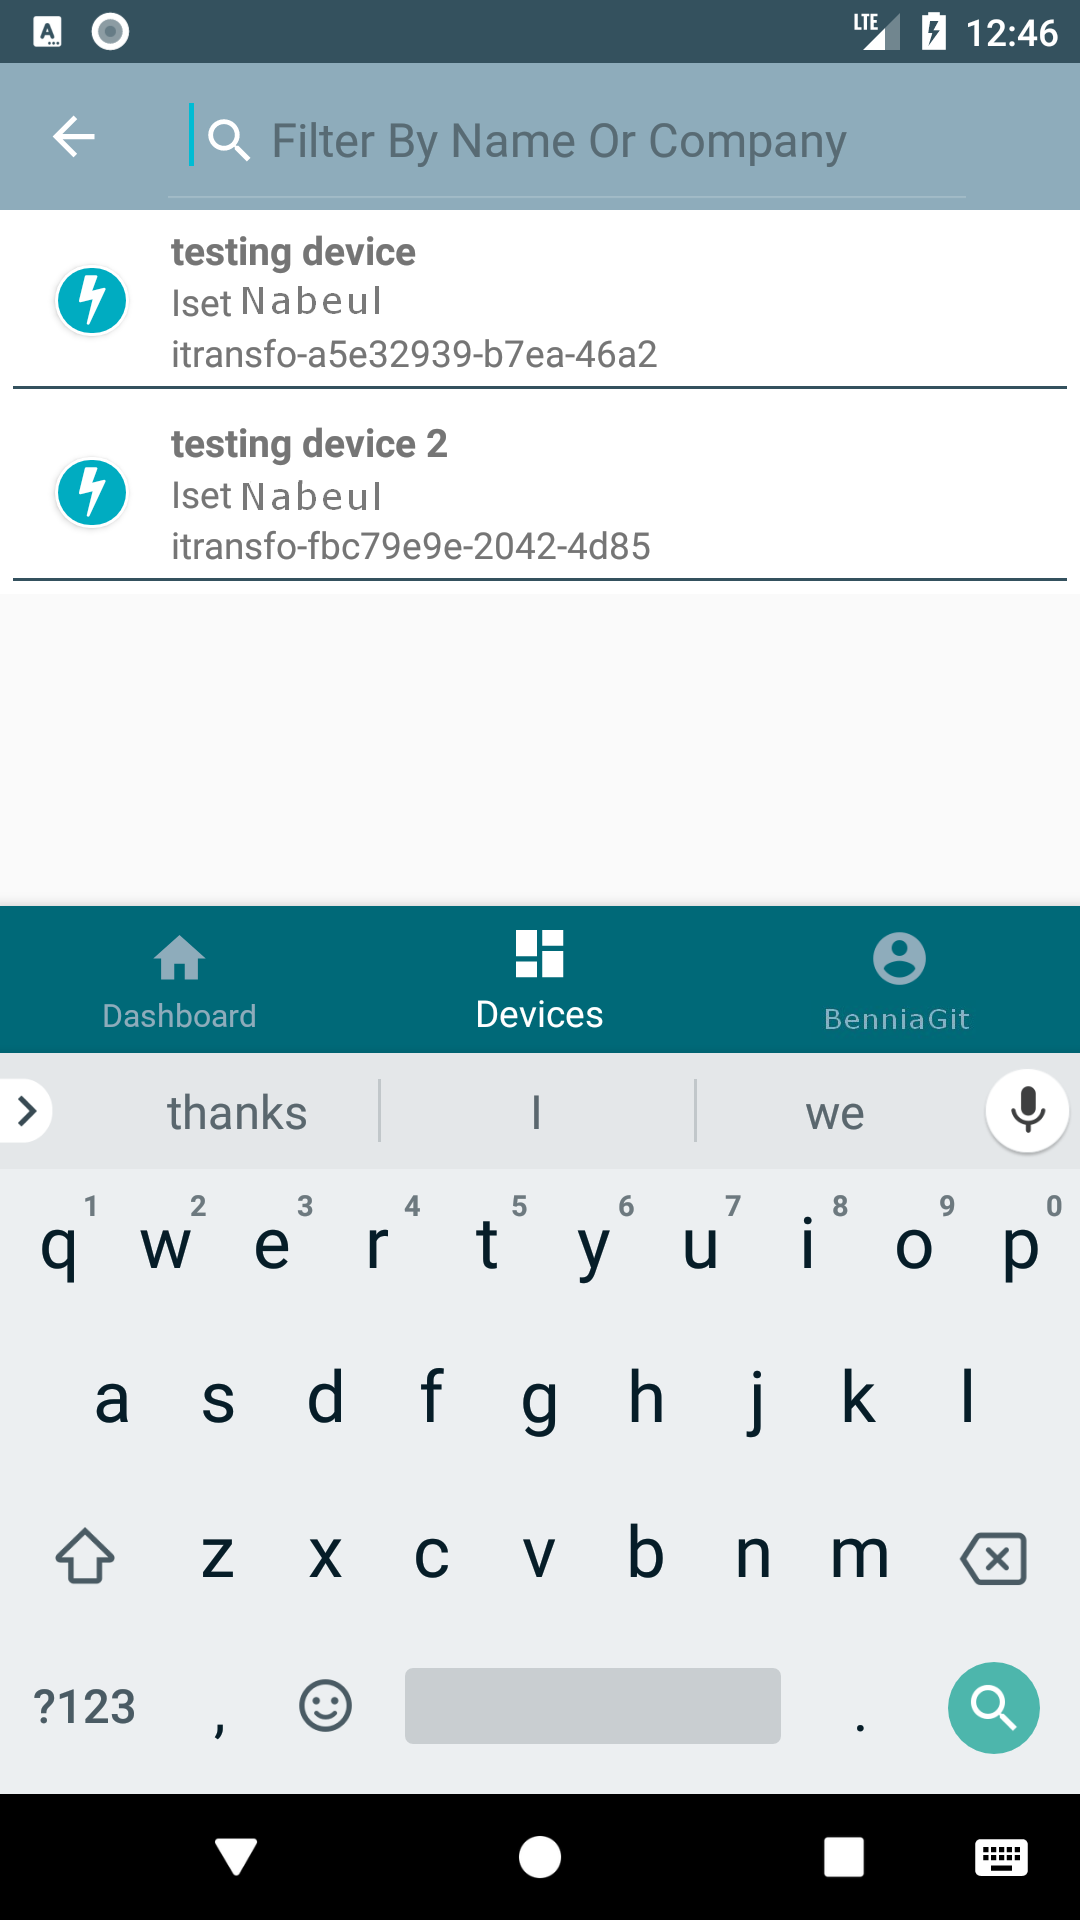 LTE 12:46
Filter By Name Or Company
testing device
Iset Nabeul
itransfo-a5e32939-b7ea-46a2
testing device 2
Iset Nabeul
itransfo-fbc79e9e-2042-4d85
Dashboard Devices BenniaGit
thanks I we
1 2 3 4 5 6 7 8 9 0
q w e r t y u i o p
a s d f g h j k l
z x c v b n m
?123 , .